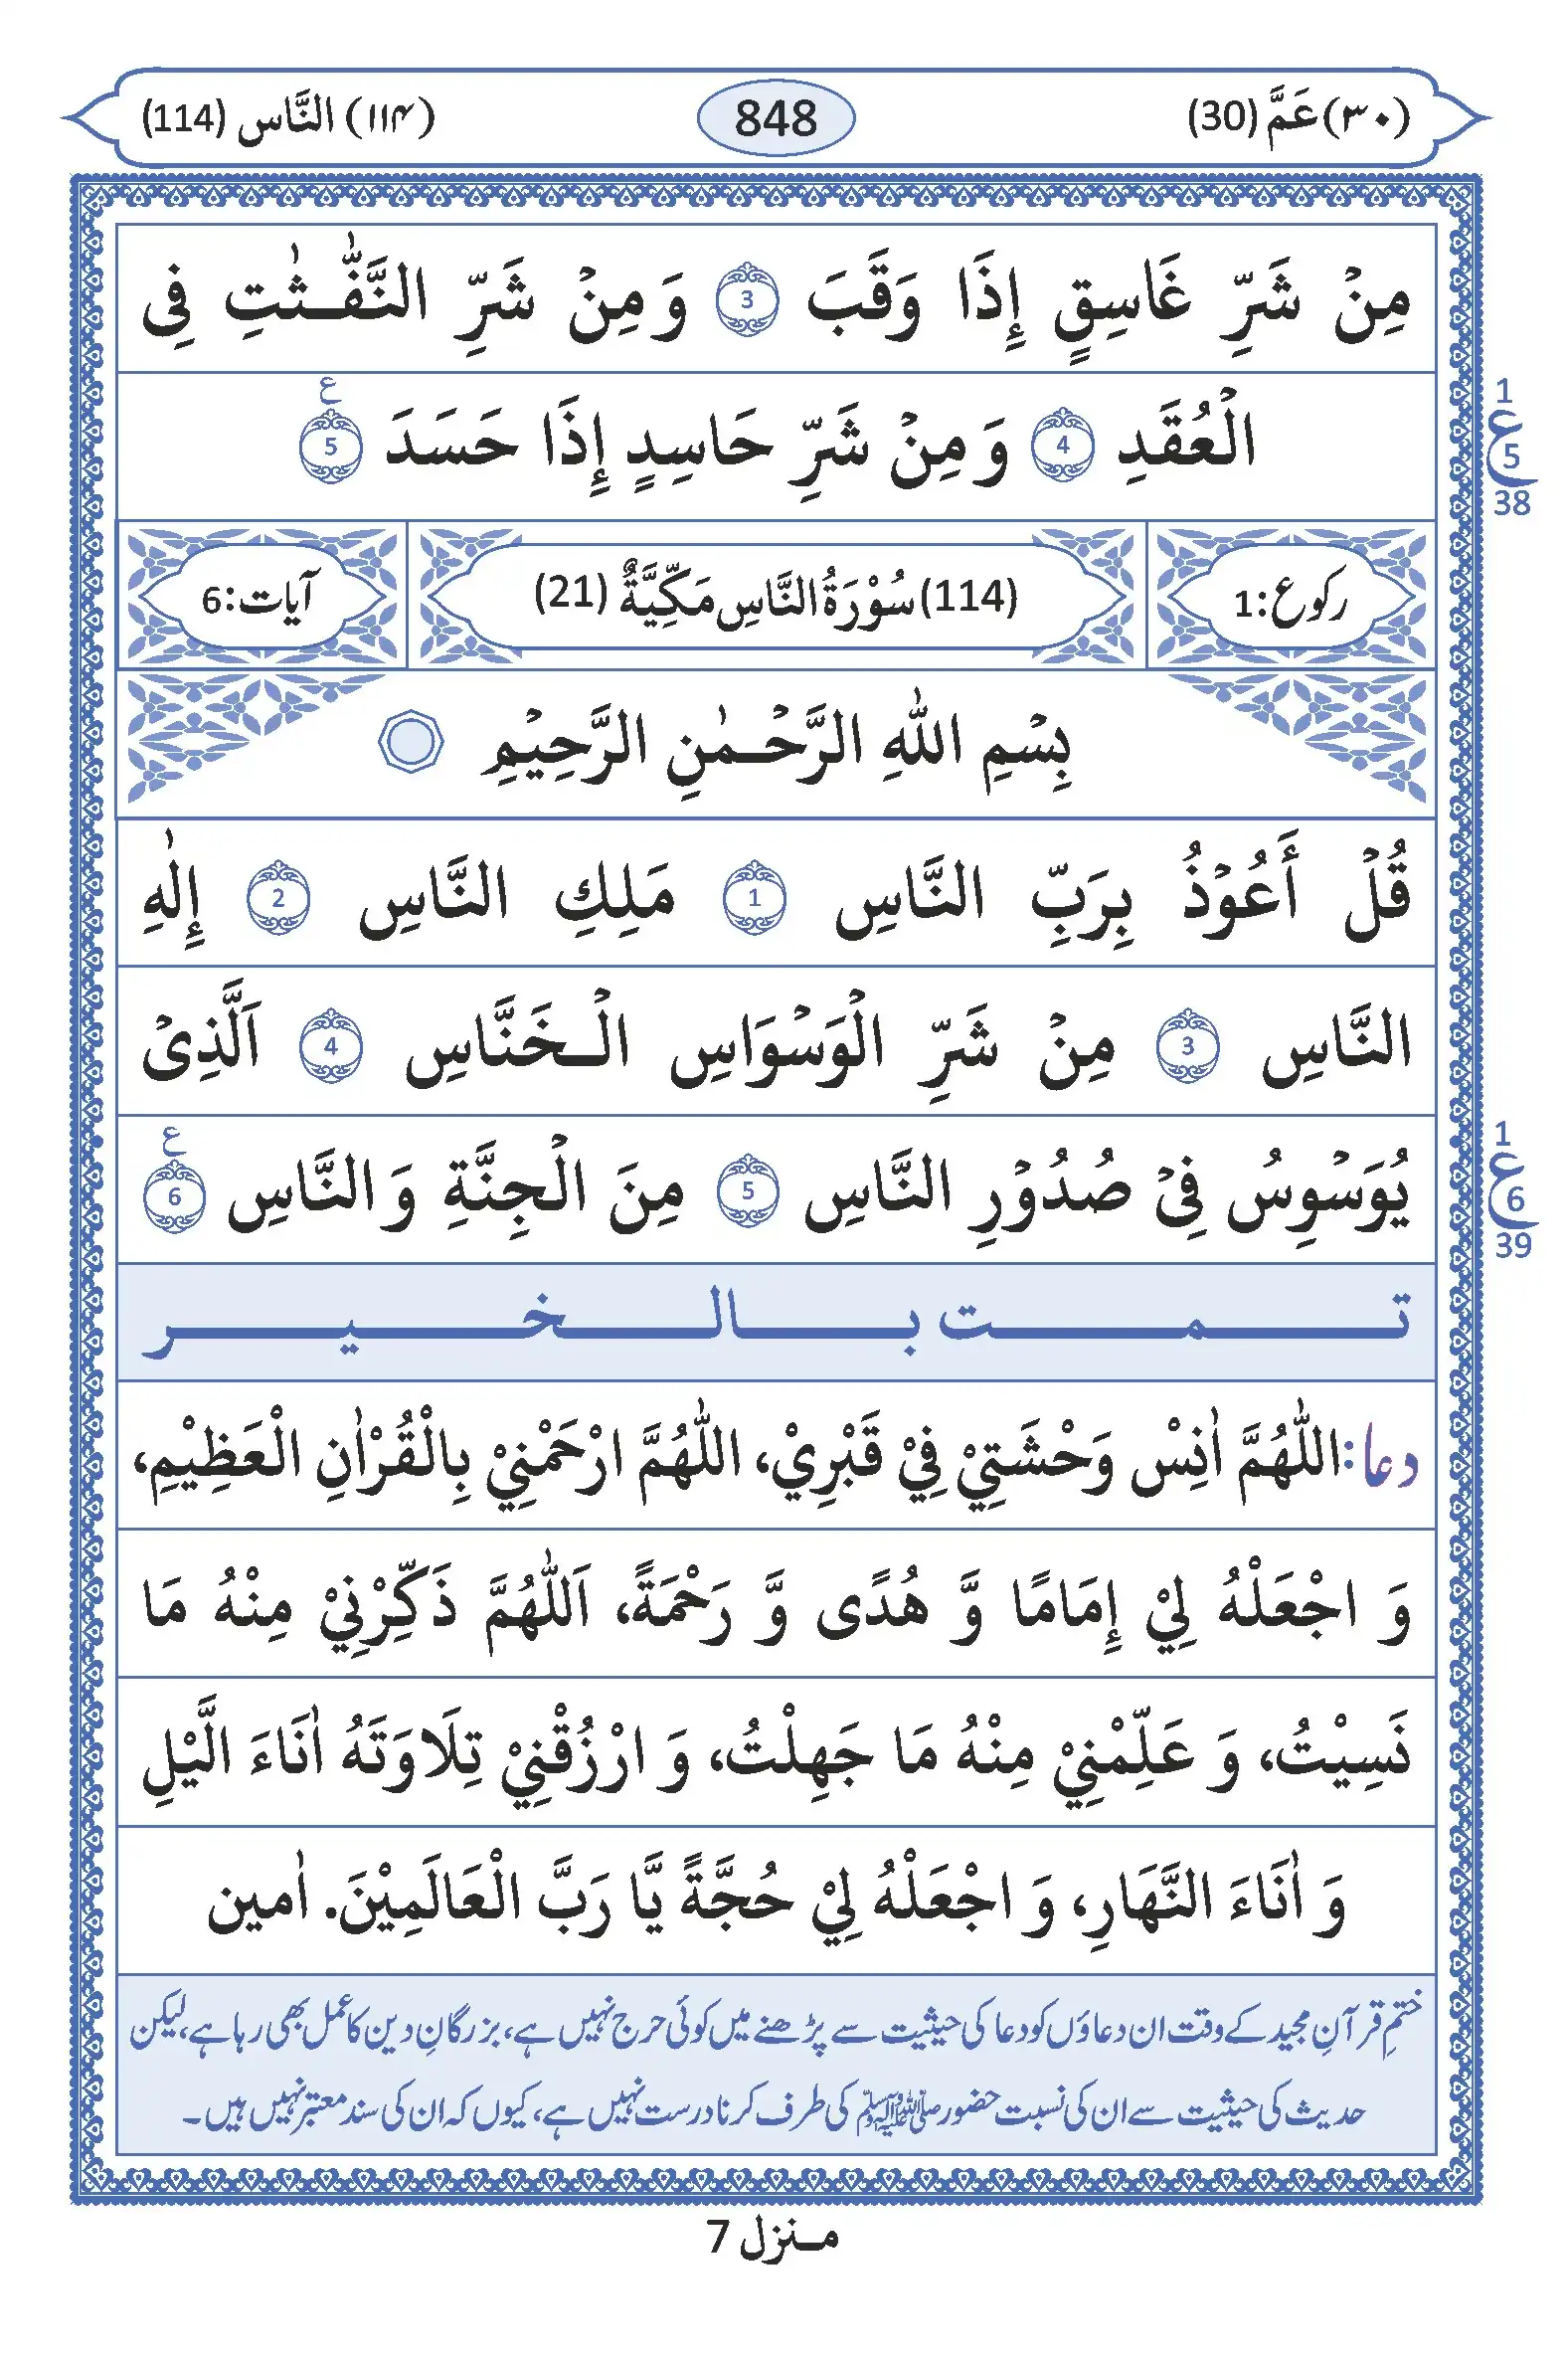 (۳۰) عَمَّ (30)
848
(۱۱۴) النَّاس (114)
مِنۡ شَرِّ غَاسِقٍ إِذَا وَقَبَ 3 وَ مِنۡ شَرِّ النَّفّٰثٰتِ فِی
الۡعُقَدِ 4 وَ مِنۡ شَرِّ حَاسِدٍ إِذَا حَسَدَ 5 ع
1
ع 5
38
رکوع:1
(114) سُوۡرَةُ النَّاسِ مَکِّیَّةٌ (21)
آیات:6
بِسۡمِ اللهِ الرَّحۡمٰنِ الرَّحِیۡمِ
قُلۡ أَعُوۡذُ بِرَبِّ النَّاسِ 1 مَلِكِ النَّاسِ 2 إِلٰهِ
النَّاسِ 3 مِنۡ شَرِّ الۡوَسۡوَاسِ الۡخَنَّاسِ 4 اَلَّذِیۡ
یُوَسۡوِسُ فِیۡ صُدُوۡرِ النَّاسِ 5 مِنَ الۡجِنَّةِ وَ النَّاسِ 6 ع
1
ع 6
39
تمت بالخیر
دعا: اللّٰهُمَّ اٰنِسْ وَحْشَتِيْ فِيْ قَبْرِيْ، اللّٰهُمَّ ارْحَمْنِيْ بِالْقُرْاٰنِ الْعَظِيْمِ،
وَ اجْعَلْهُ لِيْ إِمَامًا وَّ هُدًى وَّ رَحْمَةً، اَللّٰهُمَّ ذَكِّرْنِيْ مِنْهُ مَا
نَسِيْتُ، وَ عَلِّمْنِيْ مِنْهُ مَا جَهِلْتُ، وَ ارْزُقْنِيْ تِلَاوَتَهُ اٰنَاءَ الَّيْلِ
وَ اٰنَاءَ النَّهَارِ، وَ اجْعَلْهُ لِيْ حُجَّةً يَّا رَبَّ الْعَالَمِيْنَ. اٰمین
ختمِ قرآنِ مجید کے وقت ان دعاؤں کو دعا کی حیثیت سے پڑھنے میں کوئی حرج نہیں ہے، بزرگانِ دین کا عمل بھی رہا ہے، لیکن
حدیث کی حیثیت سے ان کی نسبت حضور ﷺ کی طرف کرنا درست نہیں ہے، کیوں کہ ان کی سند معتبر نہیں ہیں۔
منزل 7